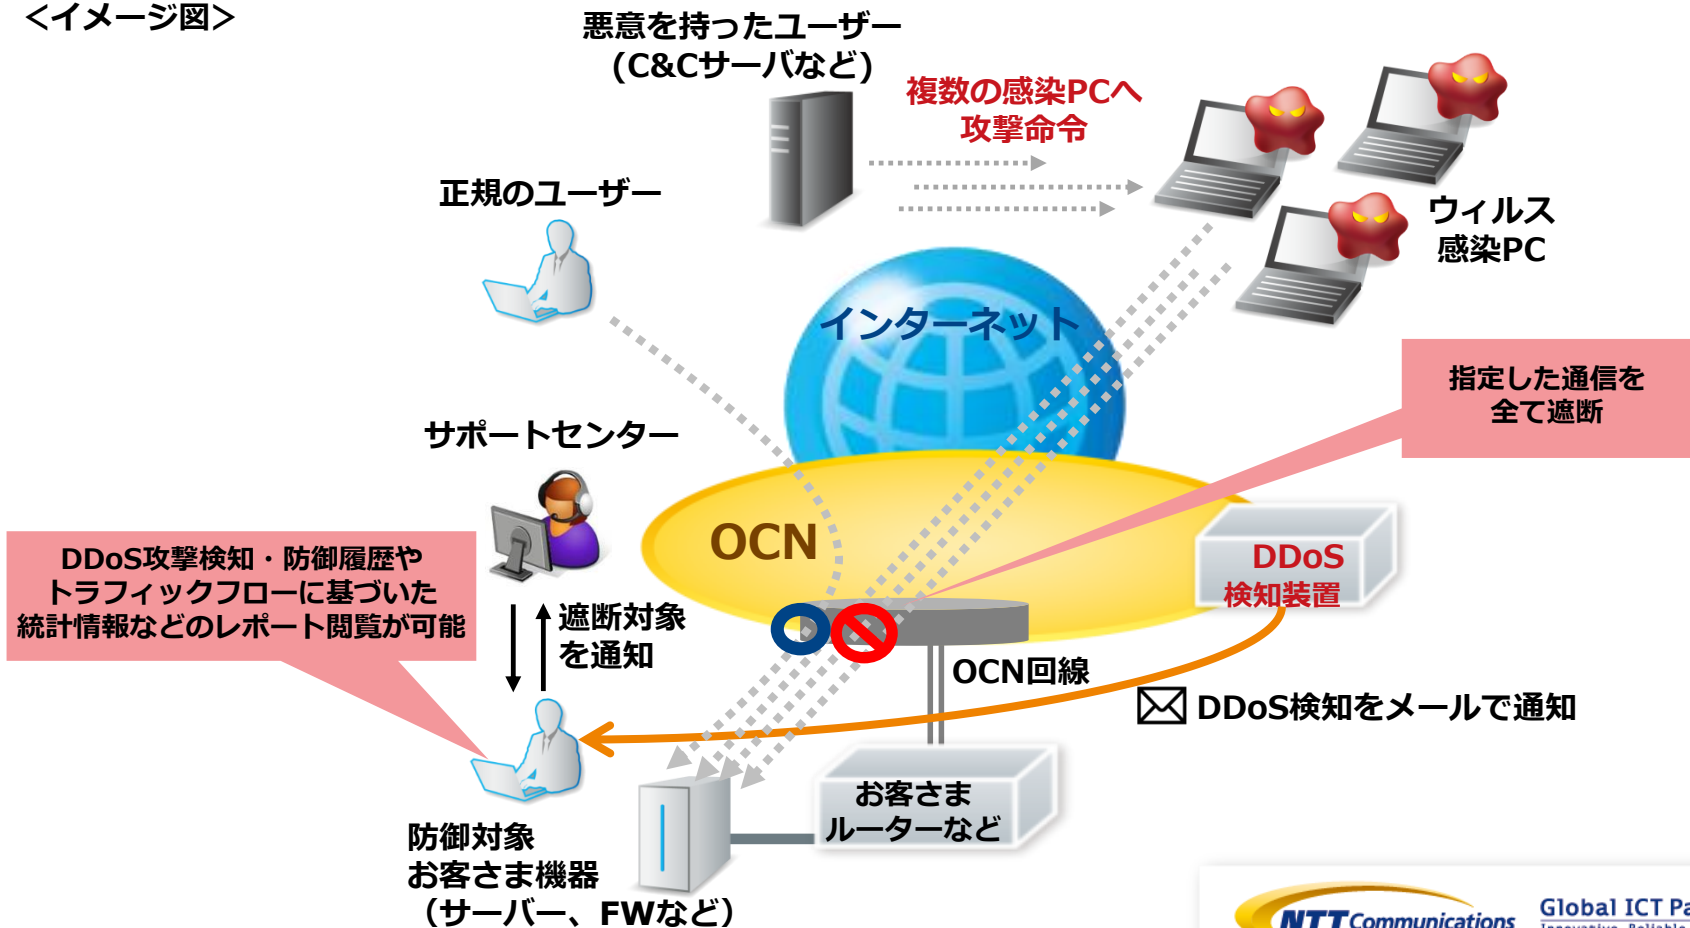 ＜イメージ図＞
悪意を持ったユーザー
(C&Cサーバなど)
複数の感染PCへ
攻撃命令
正規のユーザー
ウィルス
感染PC
インターネット
指定した通信を
全て遮断
サポートセンター
OCN
DDoS
検知装置
DDoS攻撃検知・防御履歴や
トラフィックフローに基づいた
統計情報などのレポート閲覧が可能
遮断対象
を通知
OCN回線
DDoS検知をメールで通知
お客さま
ルーターなど
防御対象
お客さま機器
（サーバー、FWなど）
NTT Communications
Global ICT Pa